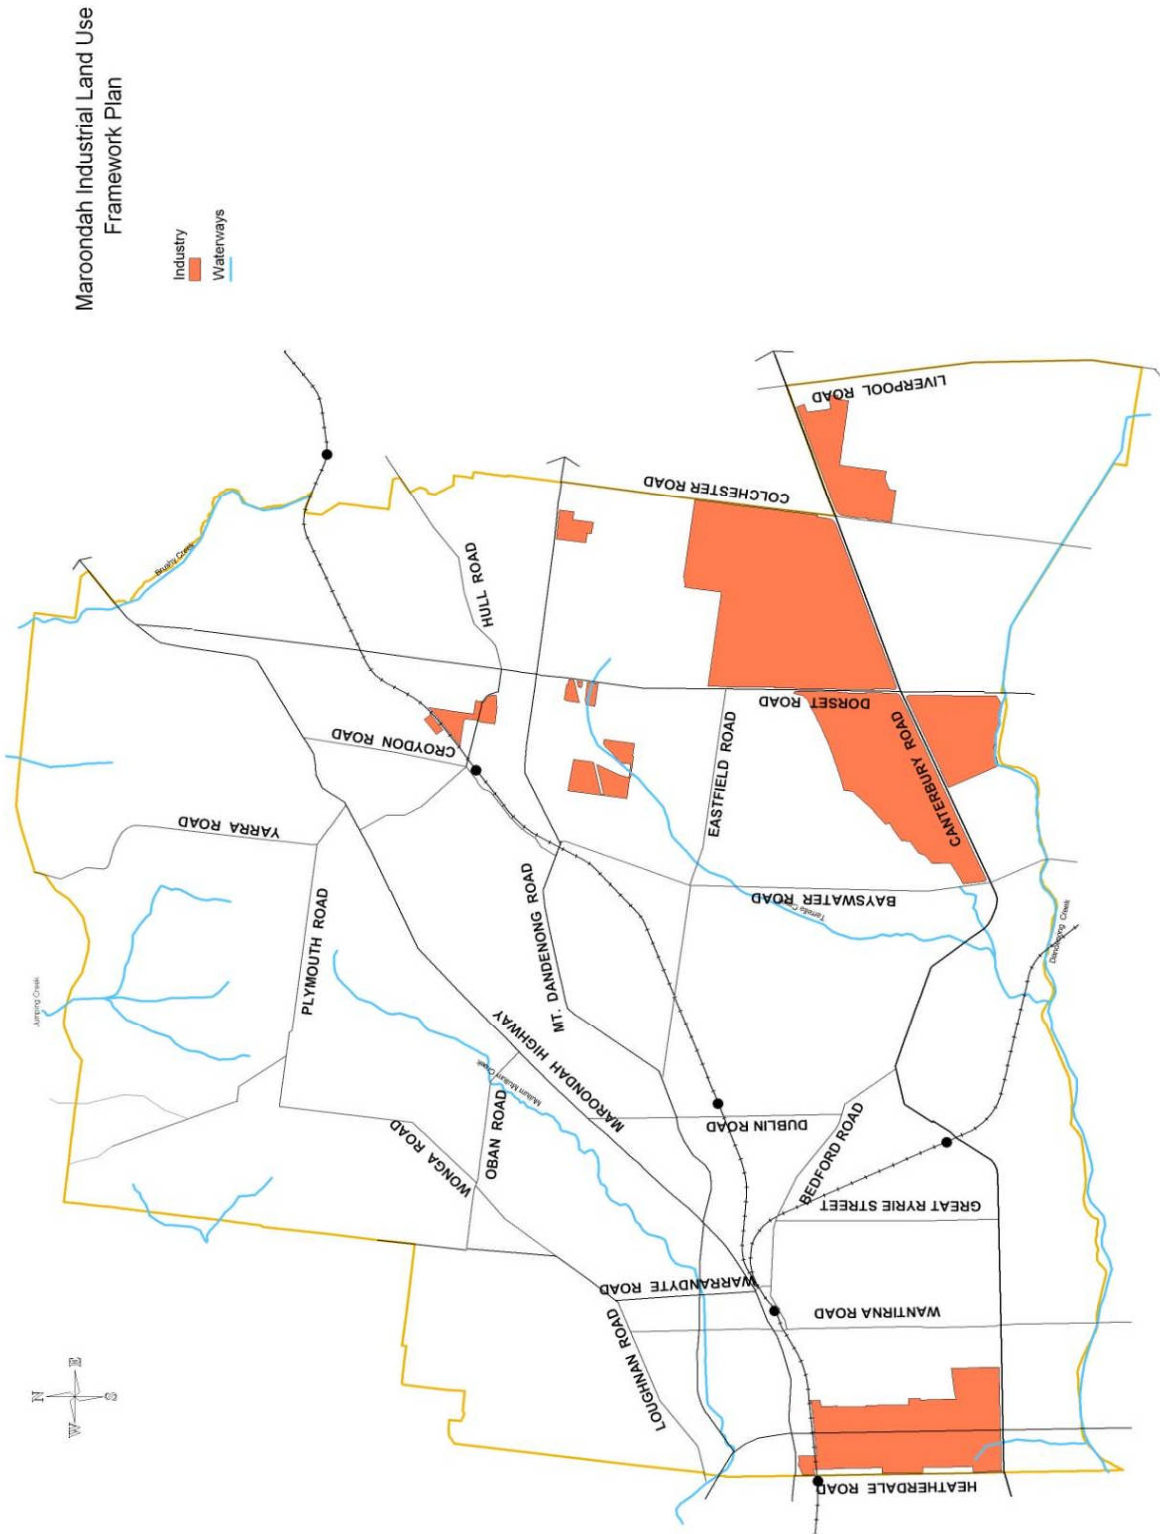 Maroondah Industrial Land Use
Framework Plan
Industry
Waterways
LIVERPOOL ROAD
COLCHESTER ROAD
HULL ROAD
Brushy Creek
DORSET ROAD
CROYDON ROAD
CANTERBURY ROAD
EASTFIELD ROAD
YARRA ROAD
BAYSWATER ROAD
MT. DANDENONG ROAD
PLYMOUTH ROAD
Dandenong Creek
Jumping Creek
MAROONDAH HIGHWAY
Mullum Mullum Creek
OBAN ROAD
DUBLIN ROAD
BEDFORD ROAD
WONGA ROAD
GREAT RYRIE STREET
WARRANDYTE ROAD
WANTIRNA ROAD
LOUGHNAN ROAD
HEATHERDALE ROAD
N
E
S
W